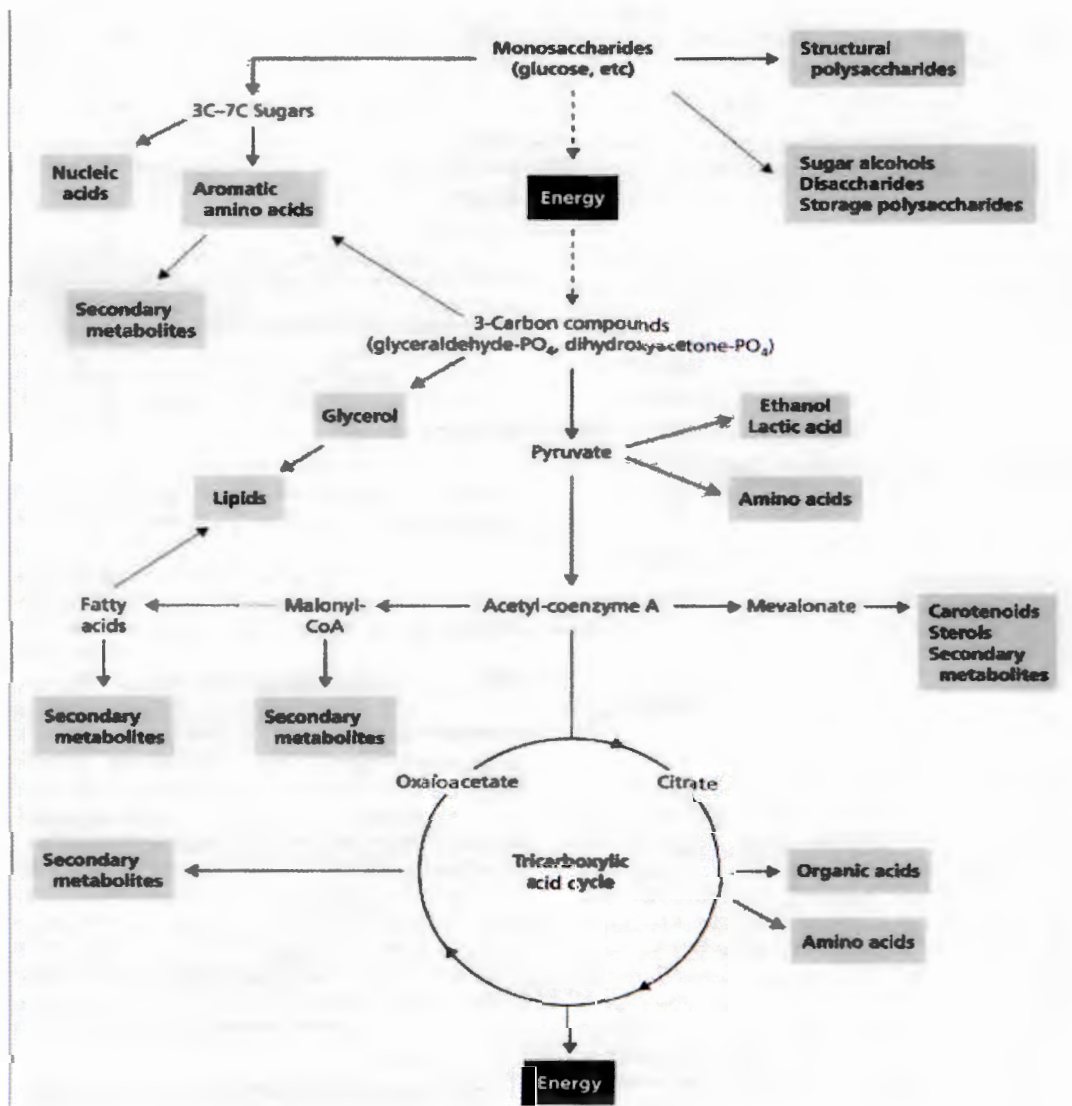 Monosaccharides
(glucose, etc)
Structural
polysaccharides
3C–7C Sugars
Nucleic
acids
Aromatic
amino acids
Energy
Sugar alcohols
Disaccharides
Storage polysaccharides
Secondary
metabolites
3-Carbon compounds
(glyceraldehyde-PO₄, dihydroxyacetone-PO₄)
Glycerol
Ethanol
Lactic acid
Pyruvate
Lipids
Amino acids
Fatty
acids
Malonyl-
CoA
Acetyl-coenzyme A
Mevalonate
Carotenoids
Sterols
Secondary
metabolites
Secondary
metabolites
Secondary
metabolites
Oxaloacetate
Citrate
Secondary
metabolites
Tricarboxylic
acid cycle
Organic acids
Amino acids
Energy